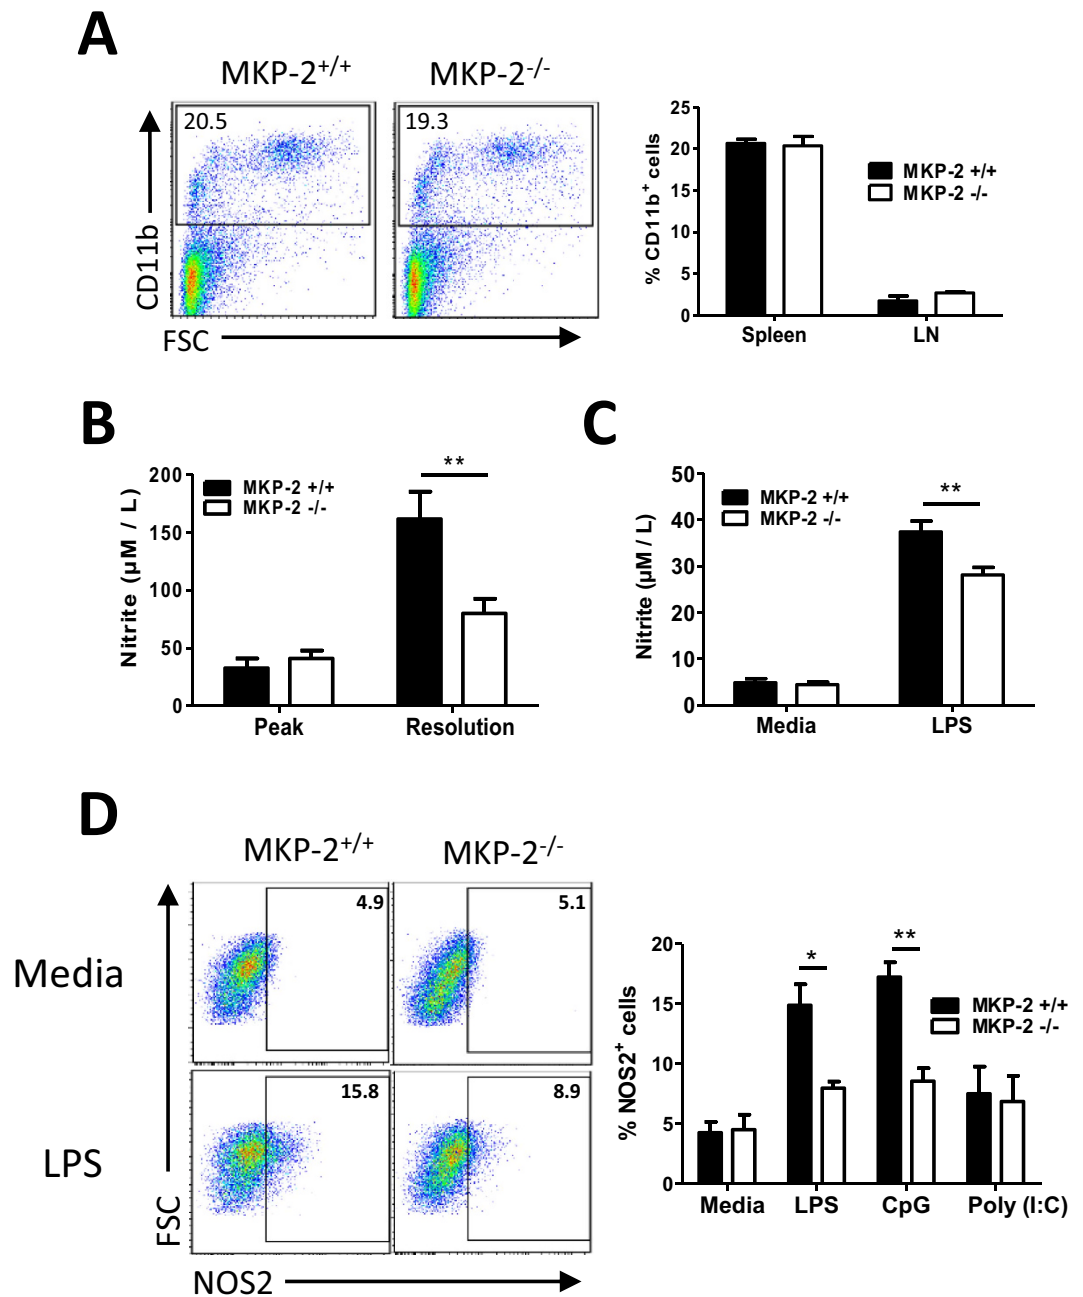 A
MKP-2+/+
MKP-2-/-
20.5
19.3
CD11b
FSC
25
20
15
10
5
0
% CD11b+ cells
MKP-2 +/+
MKP-2 -/-
Spleen
LN
B
200
150
100
50
0
Nitrite (µM / L)
MKP-2 +/+
MKP-2 -/-
**
Peak
Resolution
C
50
40
30
20
10
0
Nitrite (µM / L)
MKP-2 +/+
MKP-2 -/-
**
Media
LPS
D
MKP-2+/+
MKP-2-/-
Media
4.9
5.1
LPS
15.8
8.9
FSC
NOS2
20
15
10
5
0
% NOS2+ cells
*
**
MKP-2 +/+
MKP-2 -/-
Media
LPS
CpG
Poly (I:C)